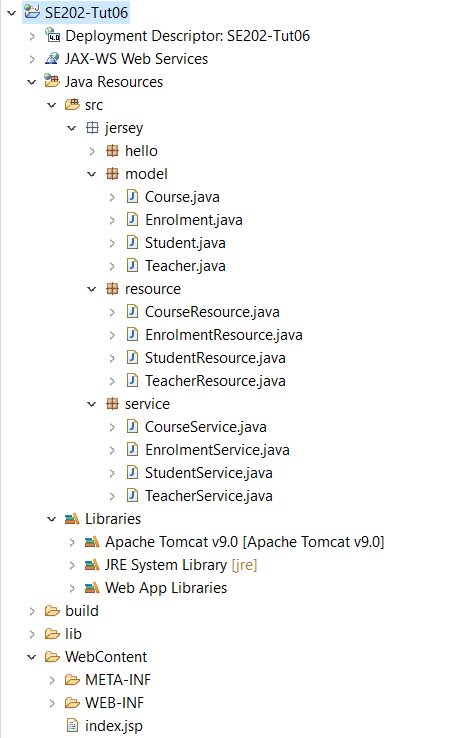 SE202-Tut06
Deployment Descriptor: SE202-Tut06
JAX-WS Web Services
Java Resources
src
jersey
hello
model
Course.java
Enrolment.java
Student.java
Teacher.java
resource
CourseResource.java
EnrolmentResource.java
StudentResource.java
TeacherResource.java
service
CourseService.java
EnrolmentService.java
StudentService.java
TeacherService.java
Libraries
Apache Tomcat v9.0 [Apache Tomcat v9.0]
JRE System Library [jre]
Web App Libraries
build
lib
WebContent
META-INF
WEB-INF
index.jsp